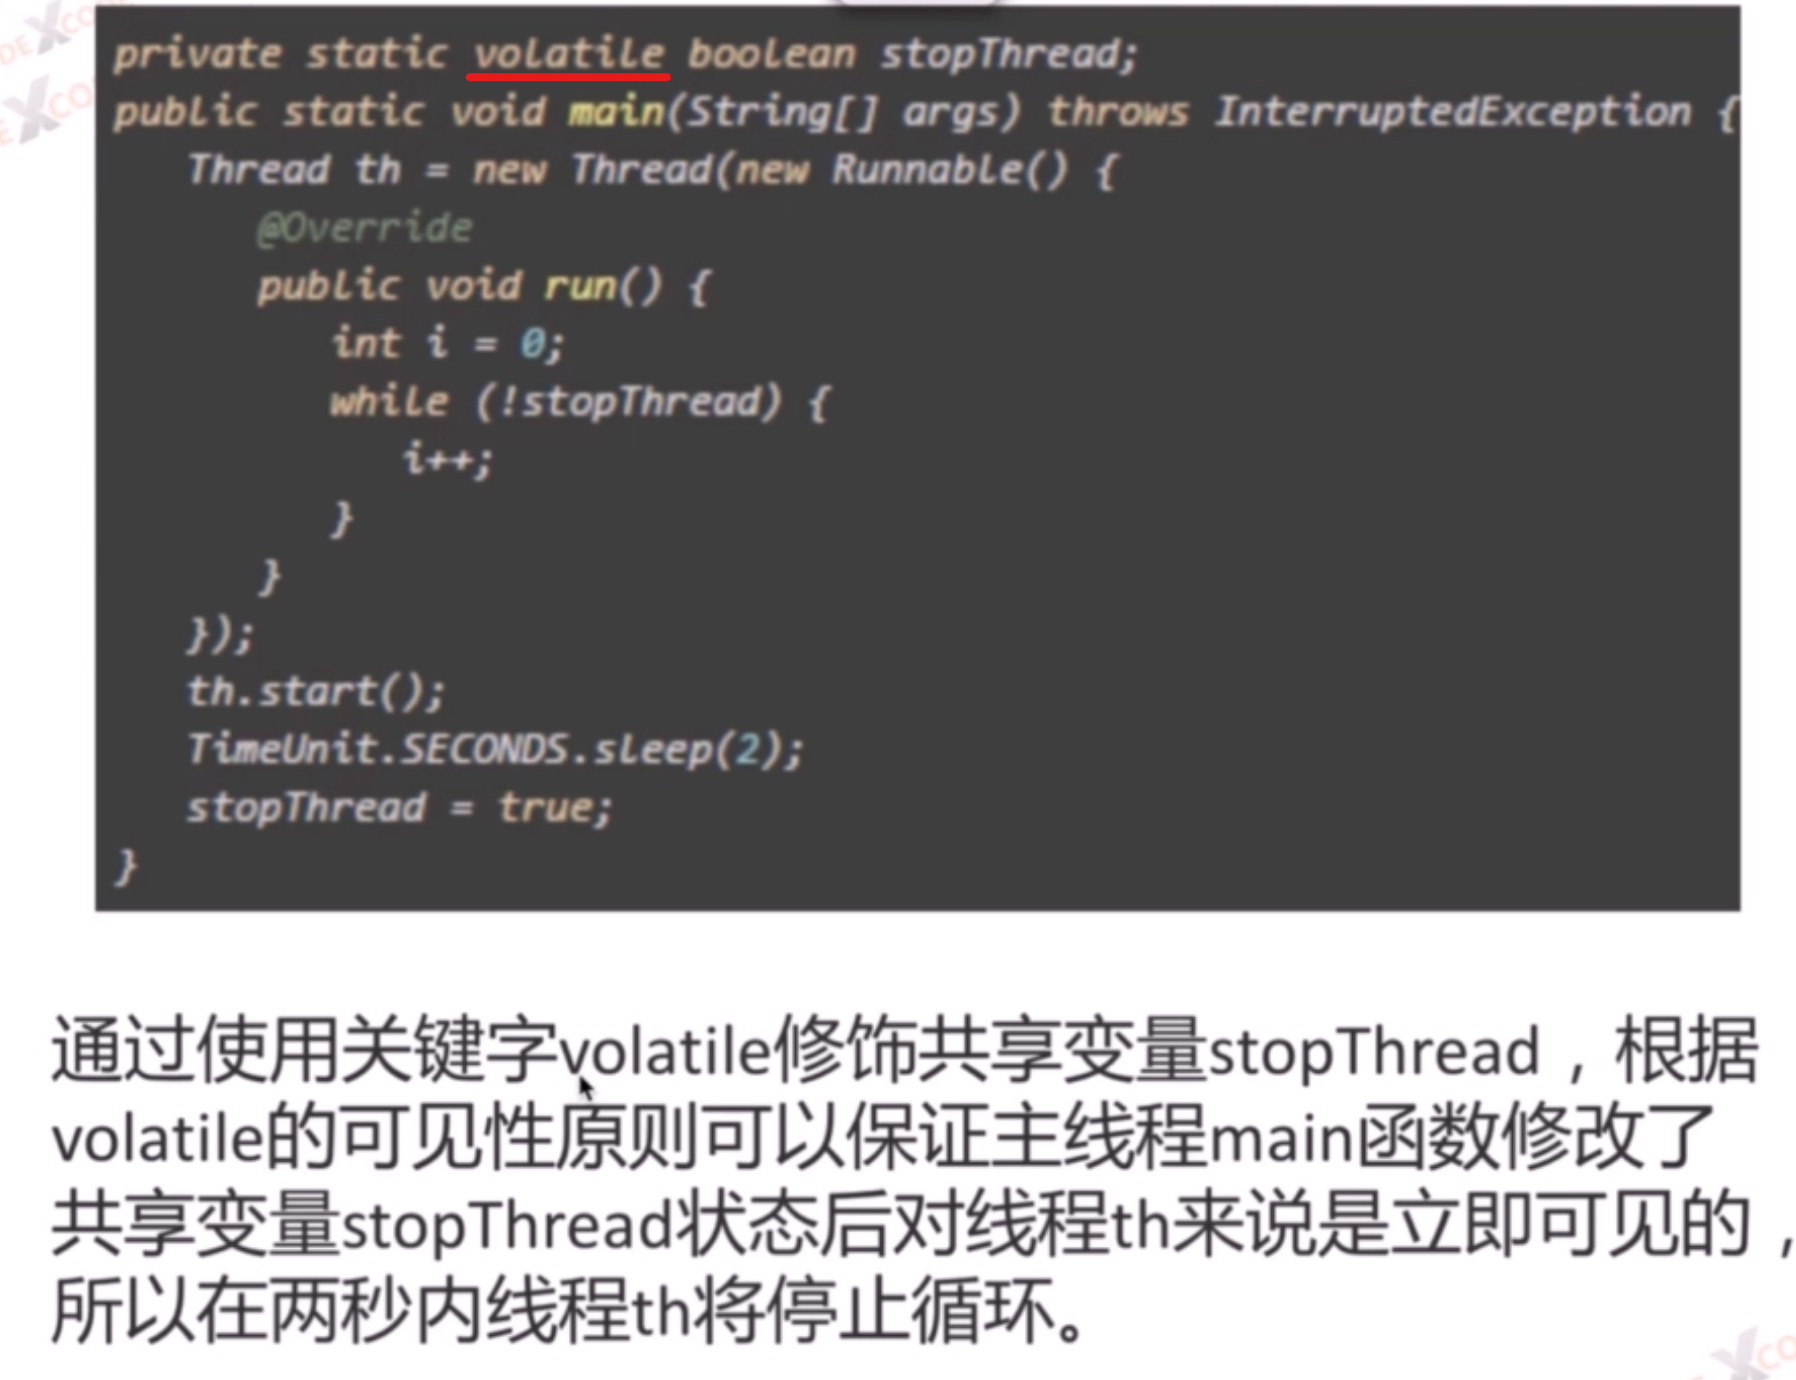 private static volatile boolean stopThread;
public static void main(String[] args) throws InterruptedException {
Thread th = new Thread(new Runnable() {
@Override
public void run() {
int i = 0;
while (!stopThread) {
i++;
}
}
});
th.start();
TimeUnit.SECONDS.sleep(2);
stopThread = true;
}
通过使用关键字volatile修饰共享变量stopThread，根据
volatile的可见性原则可以保证主线程main函数修改了
共享变量stopThread状态后对线程th来说是立即可见的，
所以在两秒内线程th将停止循环。